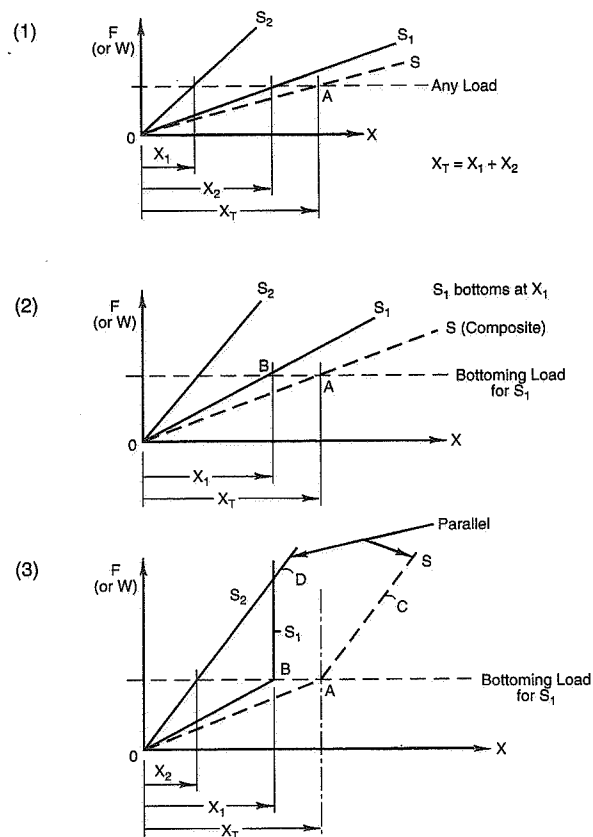 (1)
F
(or W)
S2
S1
S
Any Load
A
0
X
X1
X2
XT
XT = X1 + X2
(2)
F
(or W)
S2
S1
S1 bottoms at X1
S (Composite)
B
A
Bottoming Load
for S1
0
X
X1
XT
Parallel
(3)
F
(or W)
S2
D
S
S1
C
B
A
Bottoming Load
for S1
0
X
X2
X1
XT